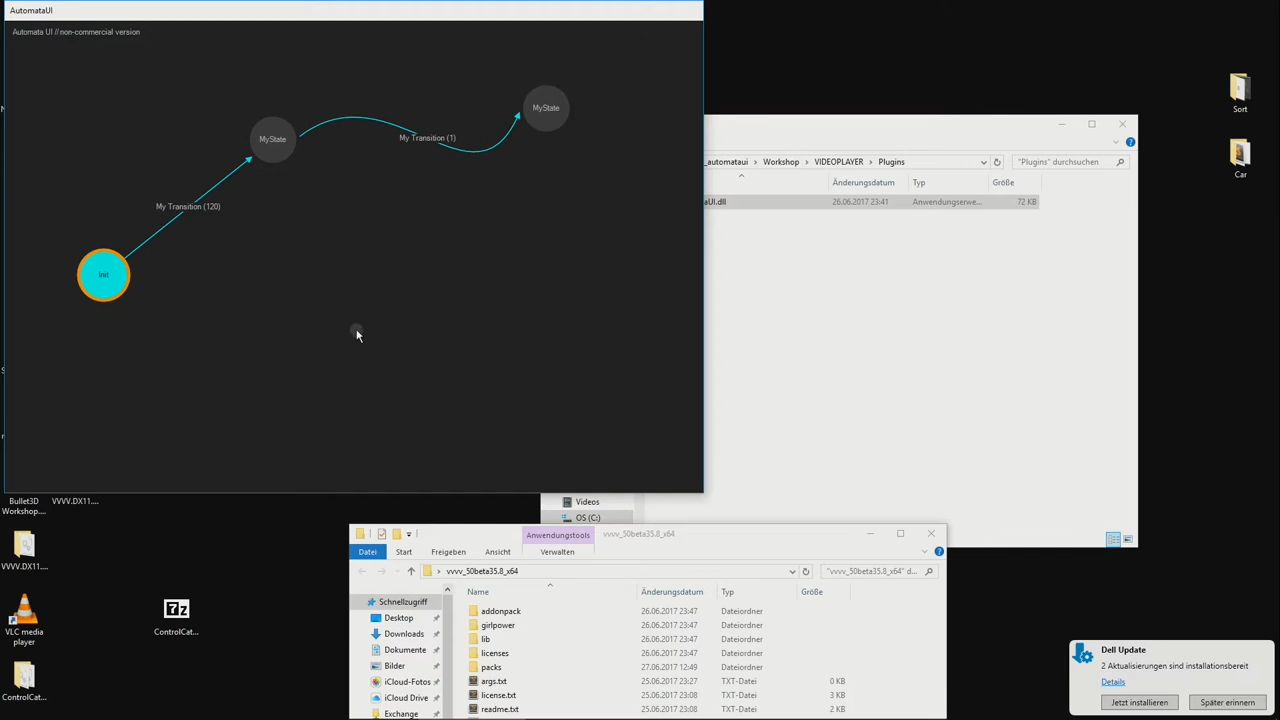 AutomataUI
Automata UI // non-commercial version
MyState
My Transition (1)
MyState
My Transition (120)
Init
_automataui > Workshop > VIDEOPLAYER > Plugins
"Plugins" durchsuchen
Änderungsdatum Typ Größe
aUI.dll 26.06.2017 23:41 Anwendungserwe... 72 KB
Videos
OS (C:)
Sort
Car
Bullet3D
Workshop...
VVVV.DX11....
VVVV.DX11....
VLC media
player
ControlCat...
ControlCat...
Anwendungstools vvvv_50beta35.8_x64
Datei Start Freigeben Ansicht Verwalten
vvvv_50beta35.8_x64
"vvvv_50beta35.8_x64" d...
Schnellzugriff
Desktop
Downloads
Dokumente
Bilder
iCloud-Fotos
iCloud Drive
Exchange
Name Änderungsdatum Typ Größe
addonpack 26.06.2017 23:47 Dateiordner
girlpower 26.06.2017 23:47 Dateiordner
lib 26.06.2017 23:47 Dateiordner
licenses 26.06.2017 23:47 Dateiordner
packs 27.06.2017 12:49 Dateiordner
args.txt 25.06.2017 23:27 TXT-Datei 0 KB
license.txt 25.06.2017 23:08 TXT-Datei 3 KB
readme.txt 25.06.2017 23:08 TXT-Datei 2 KB
Dell Update
2 Aktualisierungen sind installationsbereit
Details
Jetzt installieren
Später erinnern